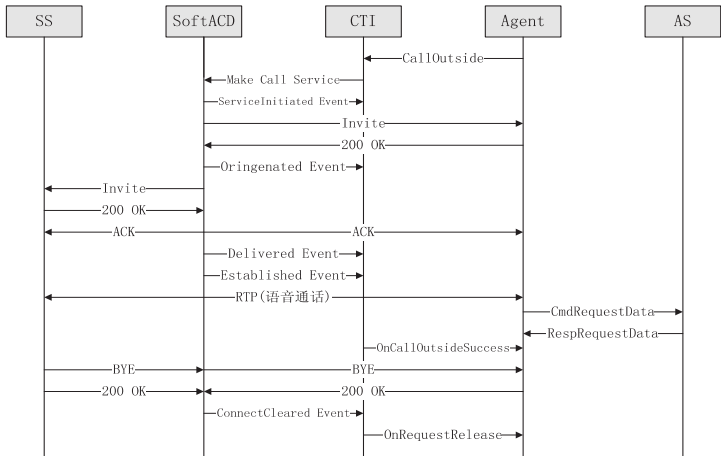 SS SoftACD CTI Agent AS
CallOutside
Make Call Service
ServiceInitiated Event
Invite
200 OK
Oringenated Event
Invite
200 OK
ACK ACK
Delivered Event
Established Event
RTP(语音通话)
CmdRequestData
RespRequestData
OnCallOutsideSuccess
BYE BYE
200 OK 200 OK
ConnectCleared Event
OnRequestRelease